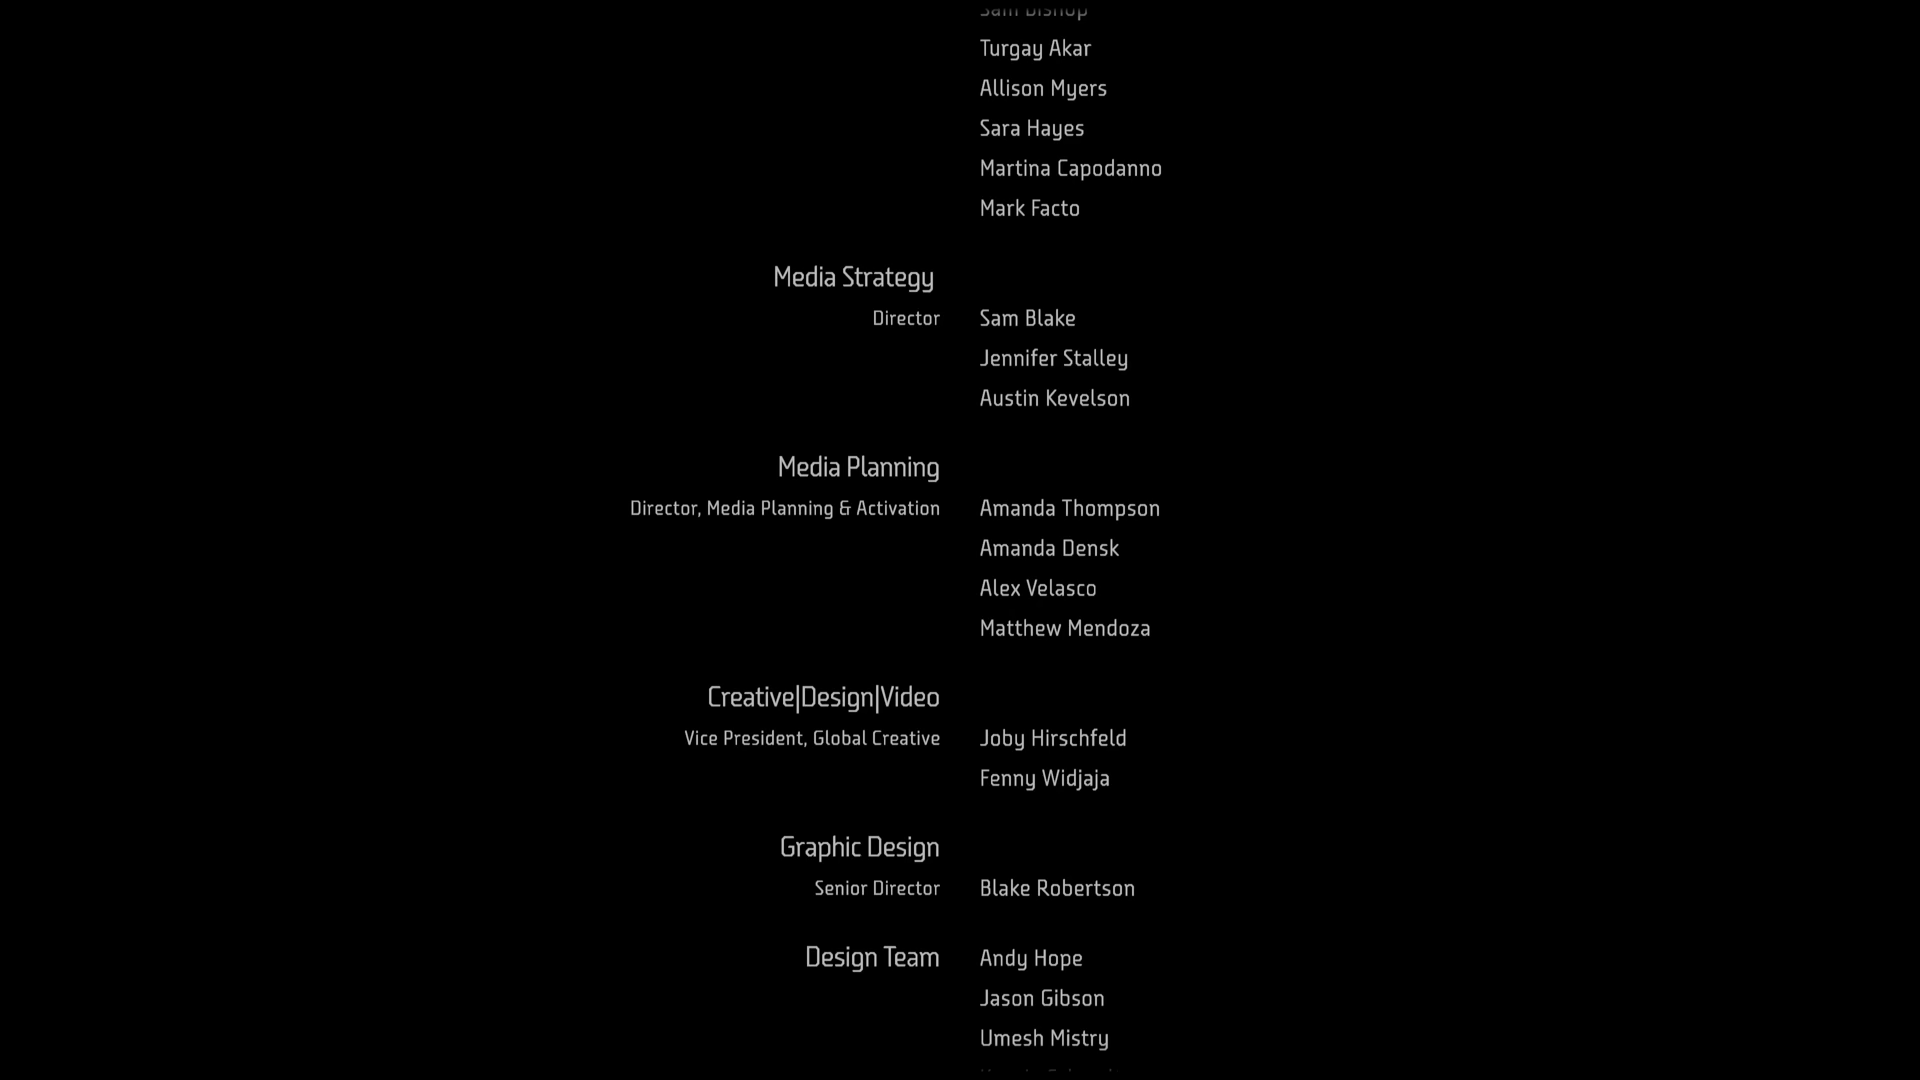 Sam Bishop
Turgay Akar
Allison Myers
Sara Hayes
Martina Capodanno
Mark Facto
Media Strategy
Director Sam Blake
Jennifer Stalley
Austin Kevelson
Media Planning
Director, Media Planning & Activation Amanda Thompson
Amanda Densk
Alex Velasco
Matthew Mendoza
Creative|Design|Video
Vice President, Global Creative Joby Hirschfeld
Fenny Widjaja
Graphic Design
Senior Director Blake Robertson
Design Team Andy Hope
Jason Gibson
Umesh Mistry